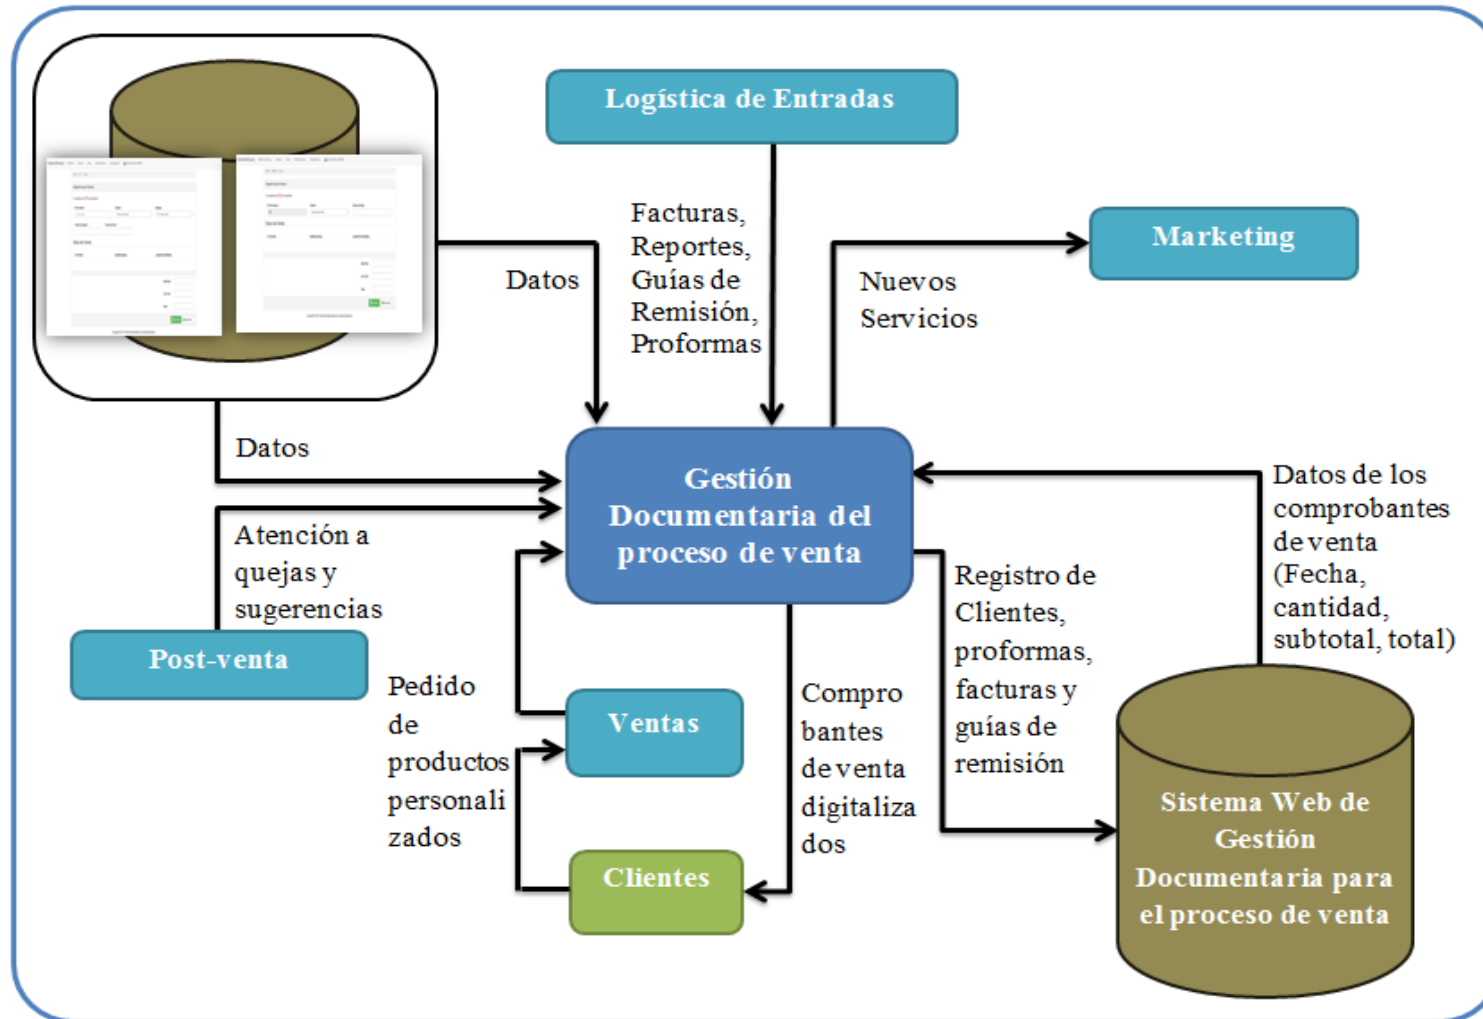 Logística de Entradas
Facturas,
Reportes,
Guías de
Remisión,
Proformas
Marketing
Nuevos
Servicios
Datos
Datos
Gestión
Documentaria del
proceso de venta
Atención a
quejas y
sugerencias
Post-venta
Pedido
de
productos
personali
zados
Ventas
Clientes
Compro
bantes
de venta
digitaliza
dos
Registro de
Clientes,
proformas,
facturas y
guías de
remisión
Datos de los
comprobantes
de venta
(Fecha,
cantidad,
subtotal, total)
Sistema Web de
Gestión
Documentaria para
el proceso de venta